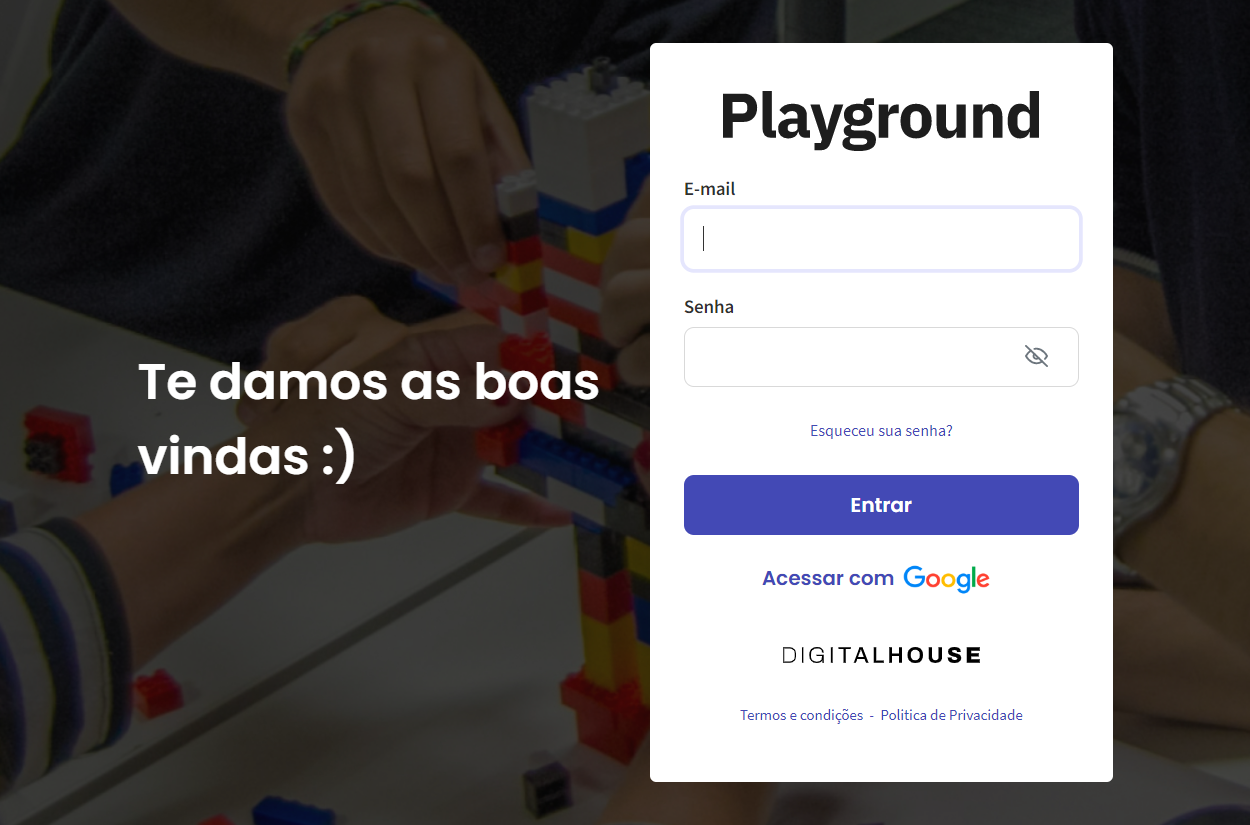 Te damos as boas
vindas :)
Playground
E-mail
Senha
Esqueceu sua senha?
Entrar
Acessar com Google
DIGITALHOUSE
Termos e condições - Politica de Privacidade